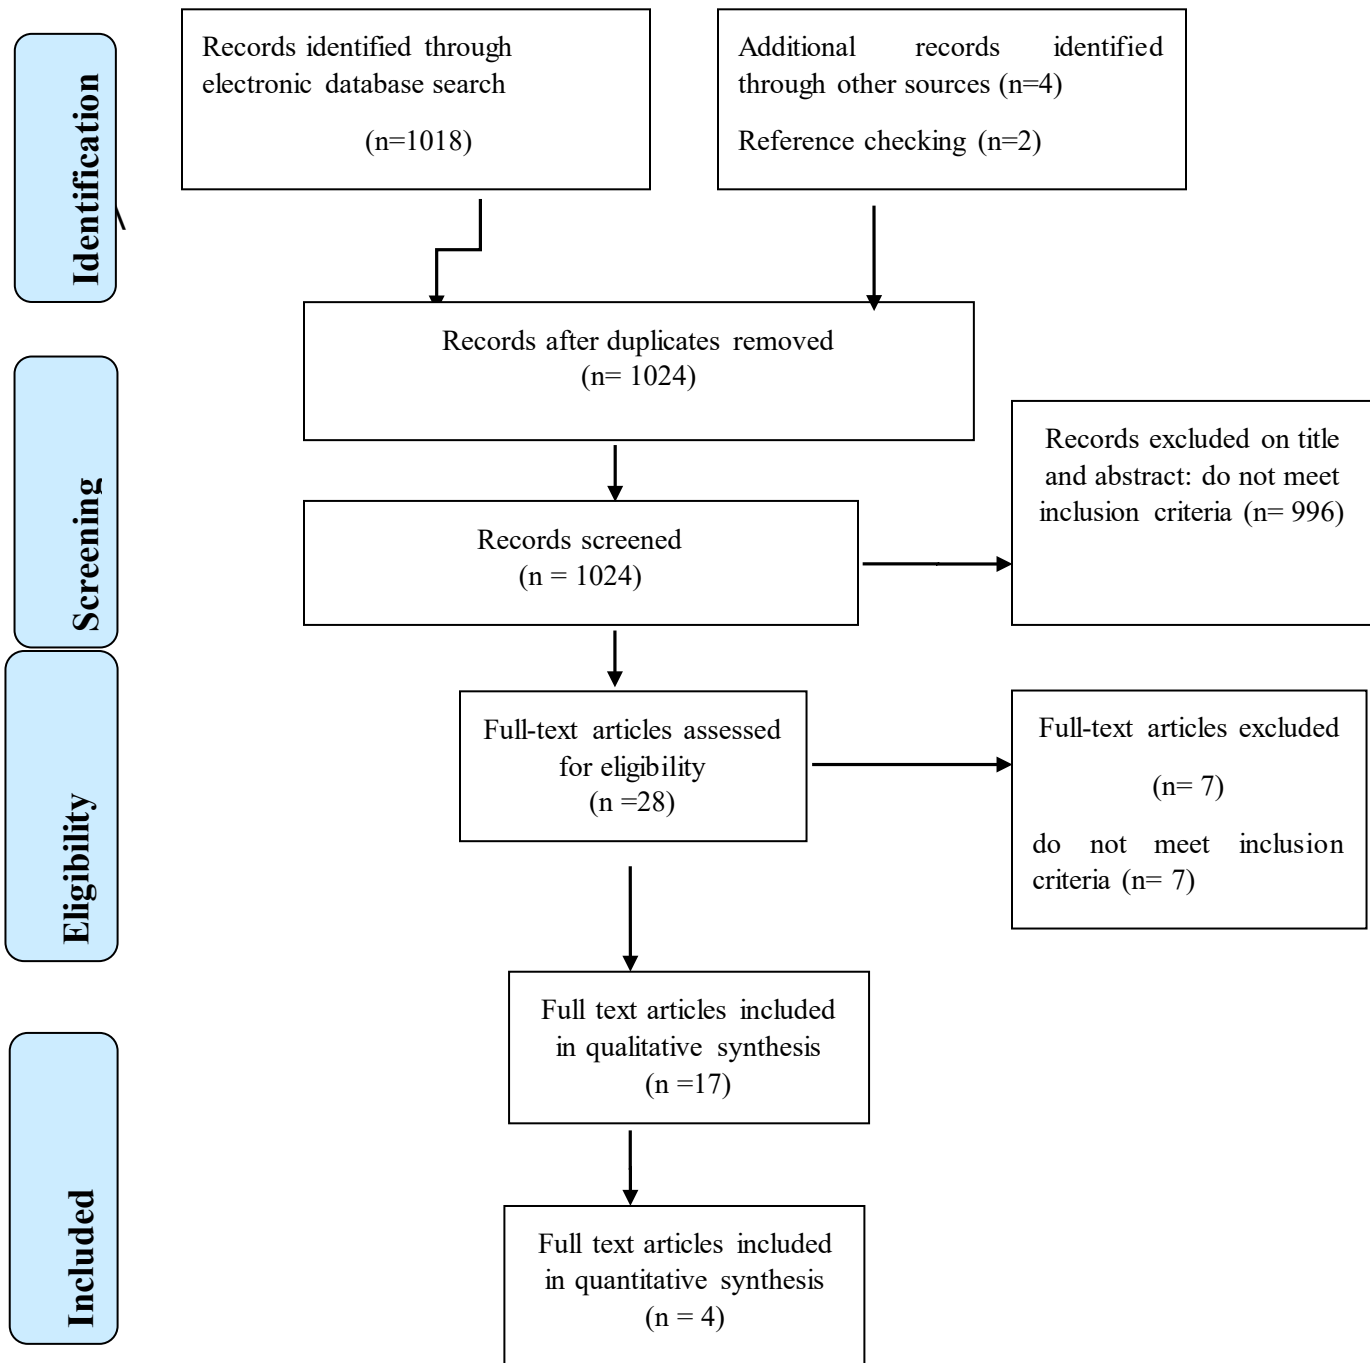 Identification
Records identified through
electronic database search
(n=1018)
Additional records identified
through other sources (n=4)
Reference checking (n=2)
\
Records after duplicates removed
(n= 1024)
Screening
Records screened
(n = 1024)
Records excluded on title
and abstract: do not meet
inclusion criteria (n= 996)
Eligibility
Full-text articles assessed
for eligibility
(n =28)
Full-text articles excluded
(n= 7)
do not meet inclusion
criteria (n= 7)
Full text articles included
in qualitative synthesis
(n =17)
Included
Full text articles included
in quantitative synthesis
(n = 4)